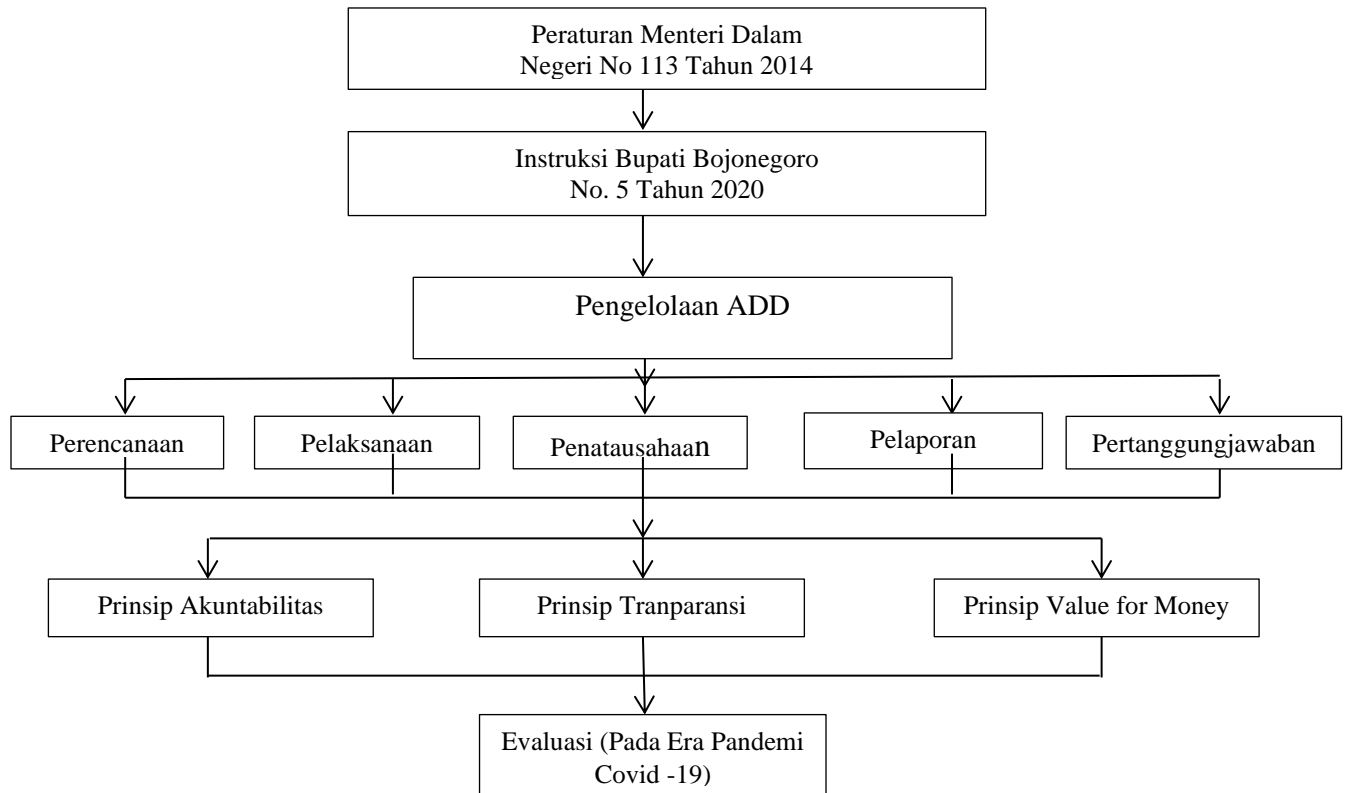 Peraturan Menteri Dalam
Negeri No 113 Tahun 2014
Instruksi Bupati Bojonegoro
No. 5 Tahun 2020
Pengelolaan ADD
Perencanaan
Pelaksanaan
Penatausahaan
Pelaporan
Pertanggungjawaban
Prinsip Akuntabilitas
Prinsip Tranparansi
Prinsip Value for Money
Evaluasi (Pada Era Pandemi
Covid -19)